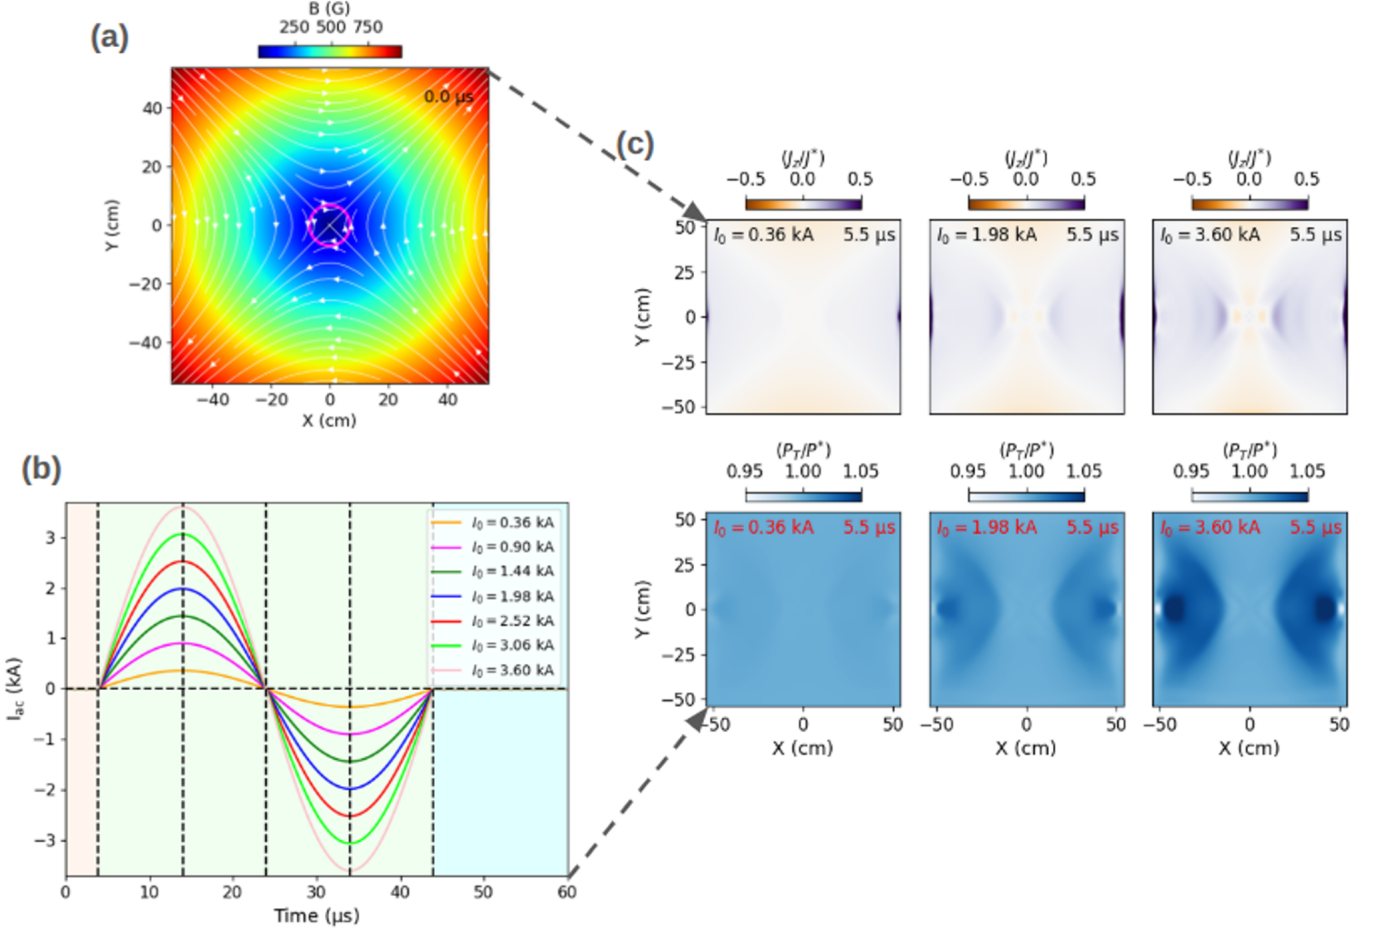 (a)
B (G)
250 500 750
0.0 μs
40
20
0
−20
−40
Y (cm)
−40 −20 0 20 40
X (cm)
(b)
I₀ = 0.36 kA
I₀ = 0.90 kA
I₀ = 1.44 kA
I₀ = 1.98 kA
I₀ = 2.52 kA
I₀ = 3.06 kA
I₀ = 3.60 kA
3
2
1
0
−1
−2
−3
I_ac (kA)
0 10 20 30 40 50 60
Time (μs)
(c)
⟨J_z/J*⟩ ⟨J_z/J*⟩ ⟨J_z/J*⟩
−0.5 0.0 0.5 −0.5 0.0 0.5 −0.5 0.0 0.5
I₀ = 0.36 kA 5.5 μs I₀ = 1.98 kA 5.5 μs I₀ = 3.60 kA 5.5 μs
50
25
0
−25
−50
Y (cm)
⟨P_T/P*⟩ ⟨P_T/P*⟩ ⟨P_T/P*⟩
0.95 1.00 1.05 0.95 1.00 1.05 0.95 1.00 1.05
I₀ = 0.36 kA 5.5 μs I₀ = 1.98 kA 5.5 μs I₀ = 3.60 kA 5.5 μs
50
25
0
−25
−50
Y (cm)
−50 0 50 −50 0 50 −50 0 50
X (cm) X (cm) X (cm)